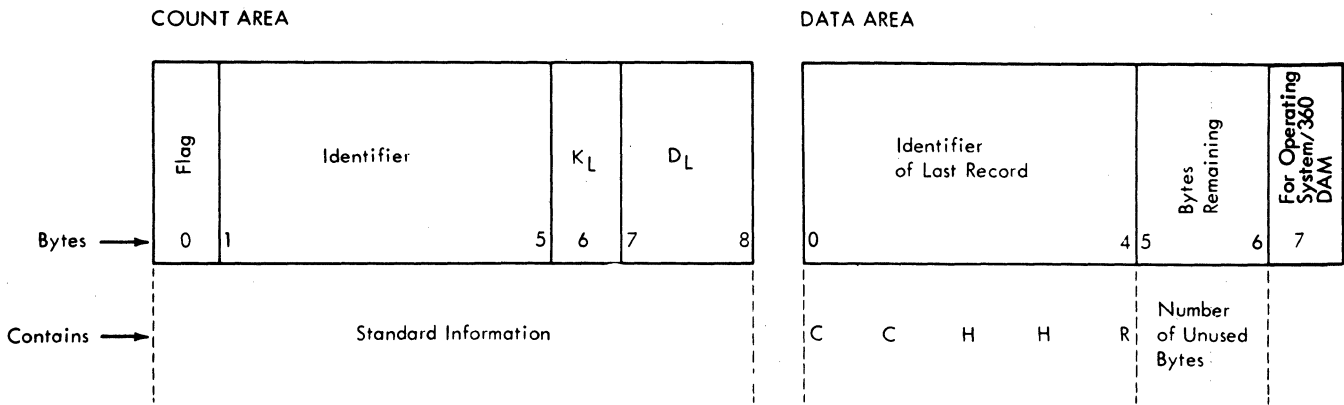 COUNT AREA
DATA AREA
Flag
Identifier
K_L
D_L
Identifier
of Last Record
Bytes
Remaining
For Operating
System/360
DAM
Bytes
0
1
5
6
7
8
0
4
5
6
7
Contains
Standard Information
C C H H R
Number
of Unused
Bytes